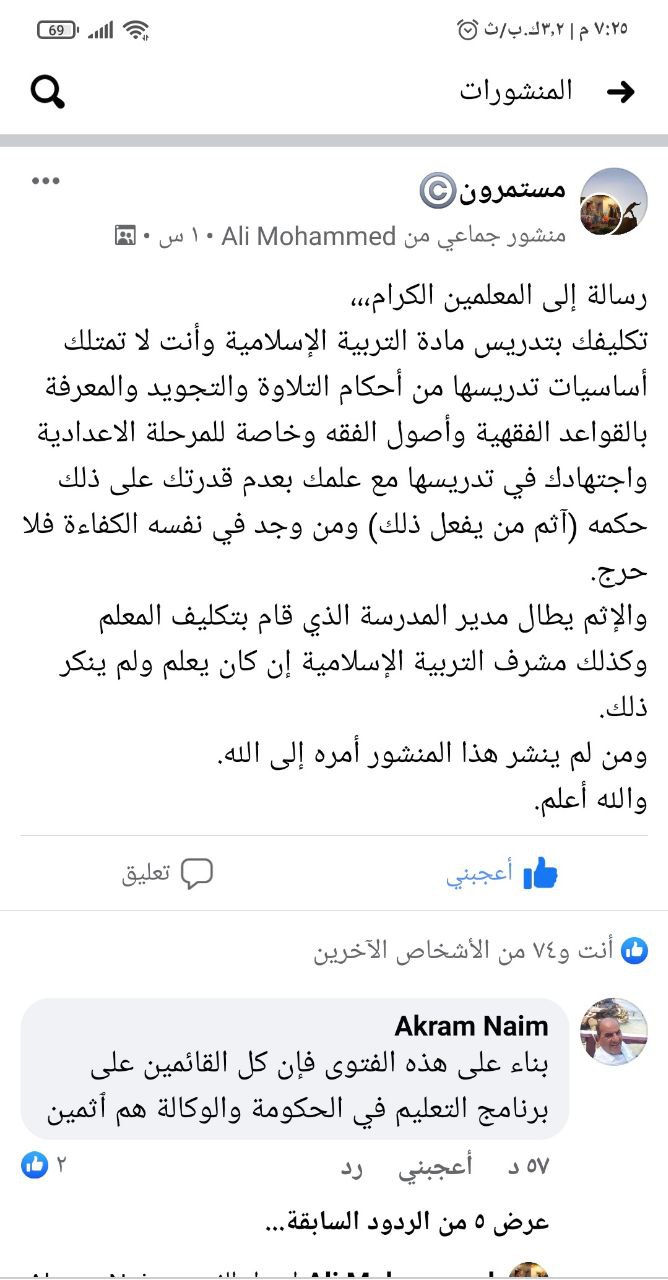 ٧:٢٥ م | ٣,٢ك.ب/ث
69
المنشورات
مستمرون©
منشور جماعي من Ali Mohammed • ١ س •
رسالة إلى المعلمين الكرام،،،
تكليفك بتدريس مادة التربية الإسلامية وأنت لا تمتلك
أساسيات تدريسها من أحكام التلاوة والتجويد والمعرفة
بالقواعد الفقهية وأصول الفقه وخاصة للمرحلة الاعدادية
واجتهادك في تدريسها مع علمك بعدم قدرتك على ذلك
حكمه (آثم من يفعل ذلك) ومن وجد في نفسه الكفاءة فلا
حرج.
والإثم يطال مدير المدرسة الذي قام بتكليف المعلم
وكذلك مشرف التربية الإسلامية إن كان يعلم ولم ينكر
ذلك.
ومن لم ينشر هذا المنشور أمره إلى الله.
والله أعلم.
أعجبني
تعليق
أنت و٧٤ من الأشخاص الآخرين
Akram Naim
بناء على هذه الفتوى فإن كل القائمين على
برنامج التعليم في الحكومة والوكالة هم آثمين
٥٧ د أعجبني رد ٢
عرض ٥ من الردود السابقة...